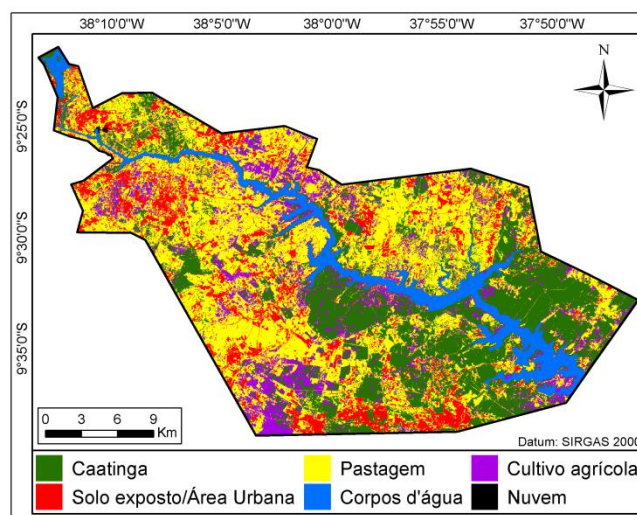 38°10'0"W 38°5'0"W 38°0'0"W 37°55'0"W 37°50'0"W
N
9°25'0"S
9°30'0"S
9°35'0"S
0 3 6 9
Km
Datum: SIRGAS 2000
Caatinga Pastagem Cultivo agrícola
Solo exposto/Área Urbana Corpos d'água Nuvem